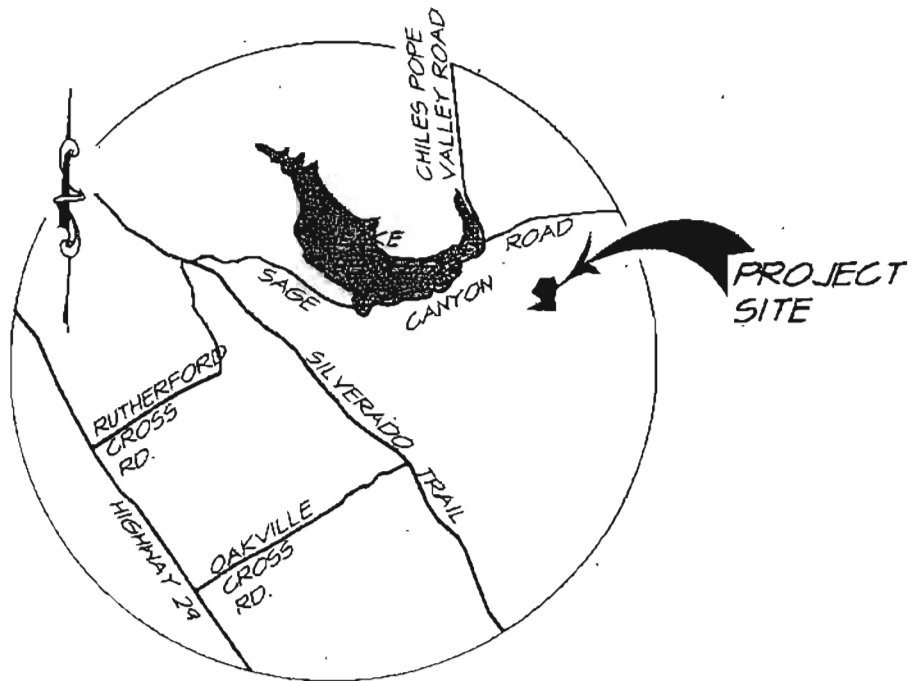 CHILES POPE
VALLEY ROAD
ROAD
SAGE
CANYON
PROJECT
SITE
RUTHERFORD
CROSS
RD.
SILVERADO
TRAIL
OAKVILLE
CROSS
RD.
HIGHWAY 29